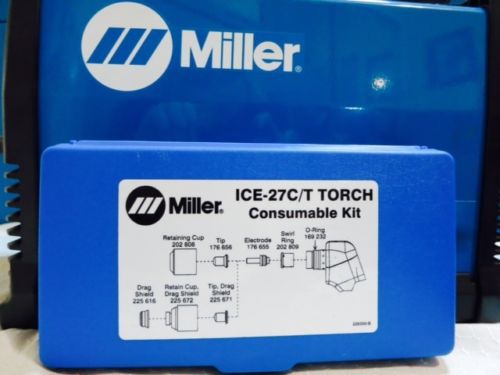 Miller®
Miller®
ICE-27C/T TORCH
Consumable Kit
Retaining Cup
202 808
Tip
176 656
Electrode
176 655
Swirl
Ring
202 809
O-Ring
169 232
Drag
Shield
225 616
Retain Cup,
Drag Shield
225 672
Tip, Drag
Shield
225 671